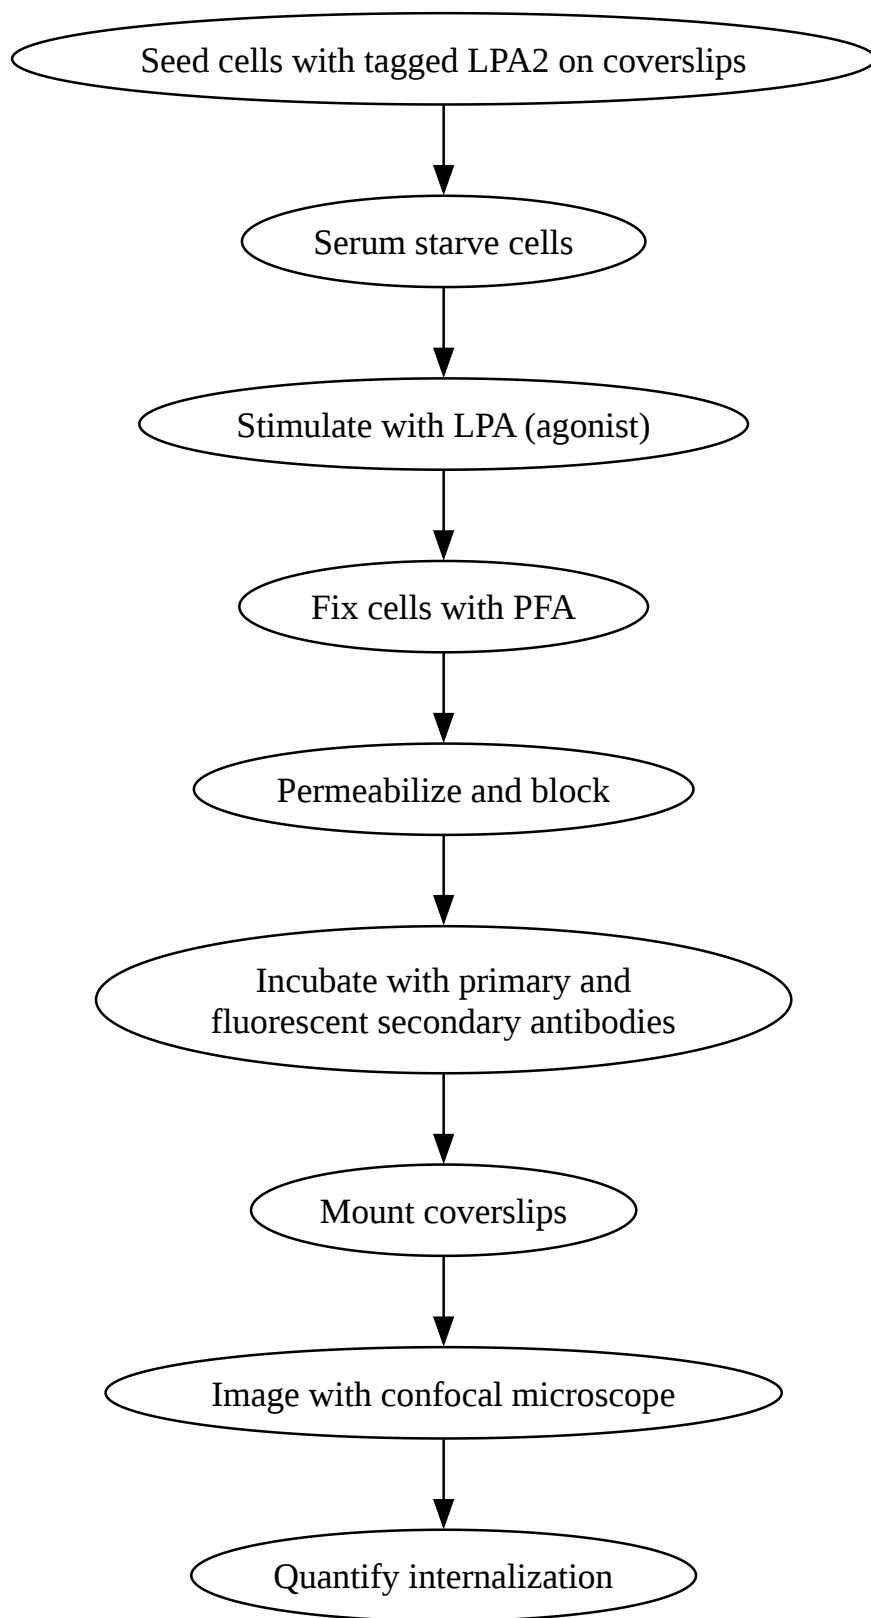 Seed cells with tagged LPA2 on coverslips
Serum starve cells
Stimulate with LPA (agonist)
Fix cells with PFA
Permeabilize and block
Incubate with primary and
fluorescent secondary antibodies
Mount coverslips
Image with confocal microscope
Quantify internalization